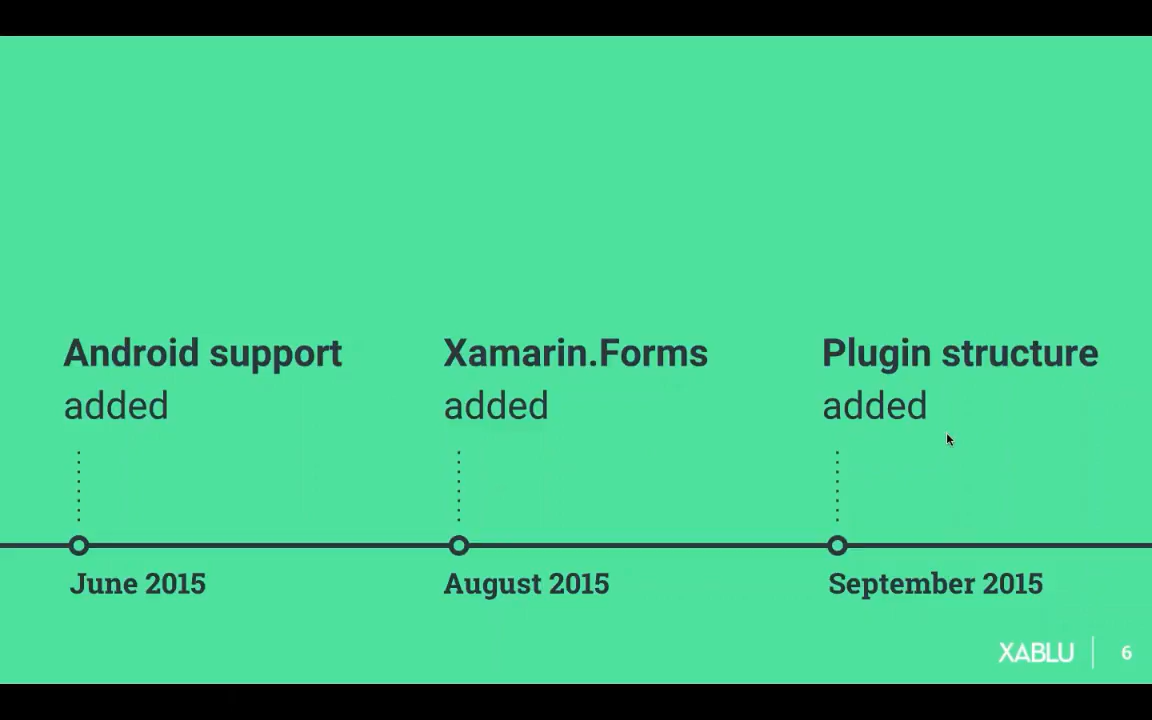 Android support
added
Xamarin.Forms
added
Plugin structure
added
June 2015
August 2015
September 2015
XABLU
6